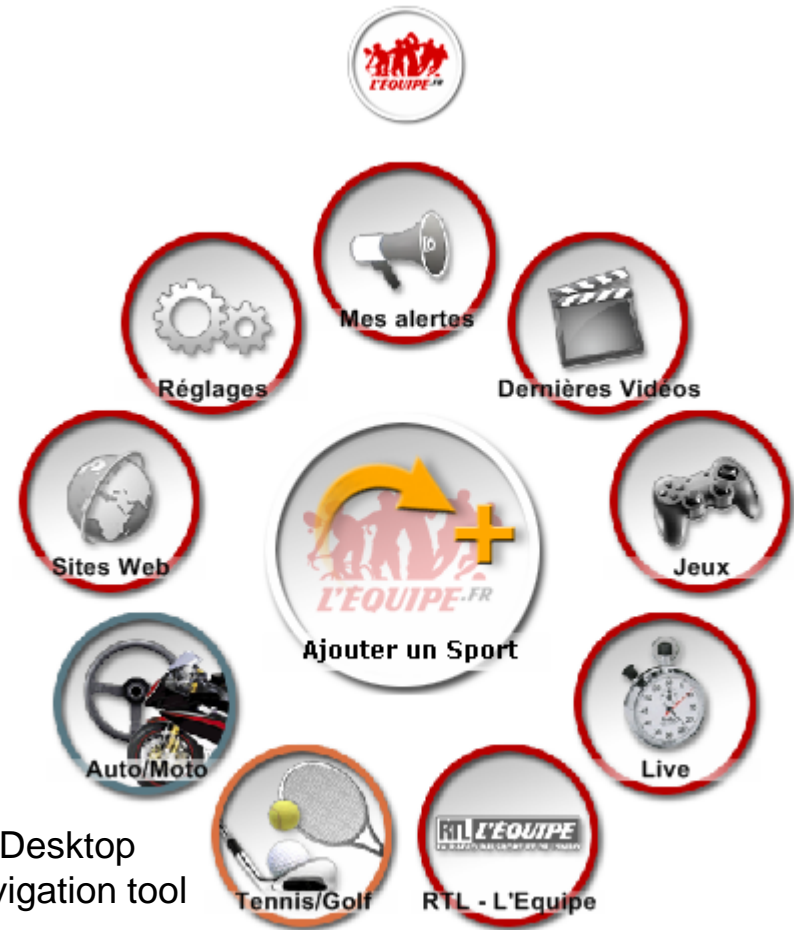 L'EQUIPE.FR
Mes alertes
Réglages
Dernières Vidéos
Sites Web
L'EQUIPE.FR
Ajouter un Sport
Jeux
Auto/Moto
Live
Desktop
vigation tool
Tennis/Golf
RTL L'EQUIPE
RTL - L'Equipe